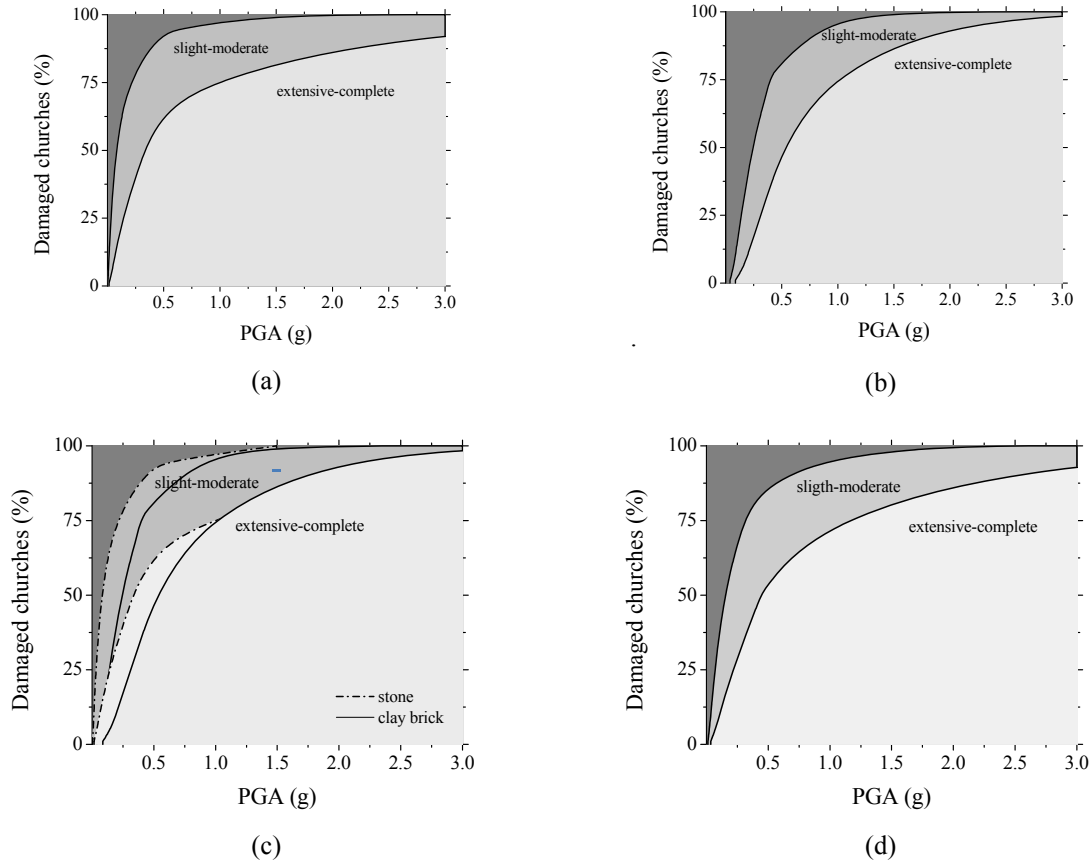 100
75
50
25
0
Damaged churches (%)
slight-moderate
extensive-complete
0.5 1.0 1.5 2.0 2.5 3.0
PGA (g)
(a)
100
75
50
25
0
Damaged churches (%)
slight-moderate
extensive-complete
0.5 1.0 1.5 2.0 2.5 3.0
PGA (g)
(b)
100
75
50
25
0
Damaged churches (%)
slight-moderate
extensive-complete
stone
clay brick
0.5 1.0 1.5 2.0 2.5 3.0
PGA (g)
(c)
100
75
50
25
0
Damaged churches (%)
sligth-moderate
extensive-complete
0.5 1.0 1.5 2.0 2.5 3.0
PGA (g)
(d)